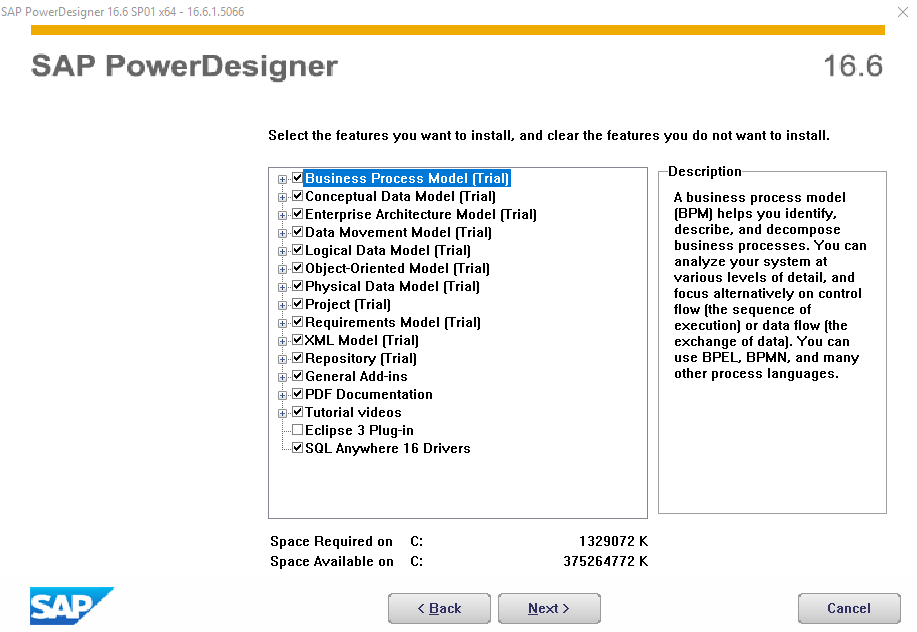 SAP PowerDesigner 16.6 SP01 x64 - 16.6.1.5066
SAP PowerDesigner 16.6
Select the features you want to install, and clear the features you do not want to install.
Business Process Model (Trial)
Conceptual Data Model (Trial)
Enterprise Architecture Model (Trial)
Data Movement Model (Trial)
Logical Data Model (Trial)
Object-Oriented Model (Trial)
Physical Data Model (Trial)
Project (Trial)
Requirements Model (Trial)
XML Model (Trial)
Repository (Trial)
General Add-ins
PDF Documentation
Tutorial videos
Eclipse 3 Plug-in
SQL Anywhere 16 Drivers
Description
A business process model
(BPM) helps you identify,
describe, and decompose
business processes. You can
analyze your system at
various levels of detail, and
focus alternatively on control
flow (the sequence of
execution) or data flow (the
exchange of data). You can
use BPEL, BPMN, and many
other process languages.
Space Required on C: 1329072 K
Space Available on C: 375264772 K
SAP
< Back Next > Cancel